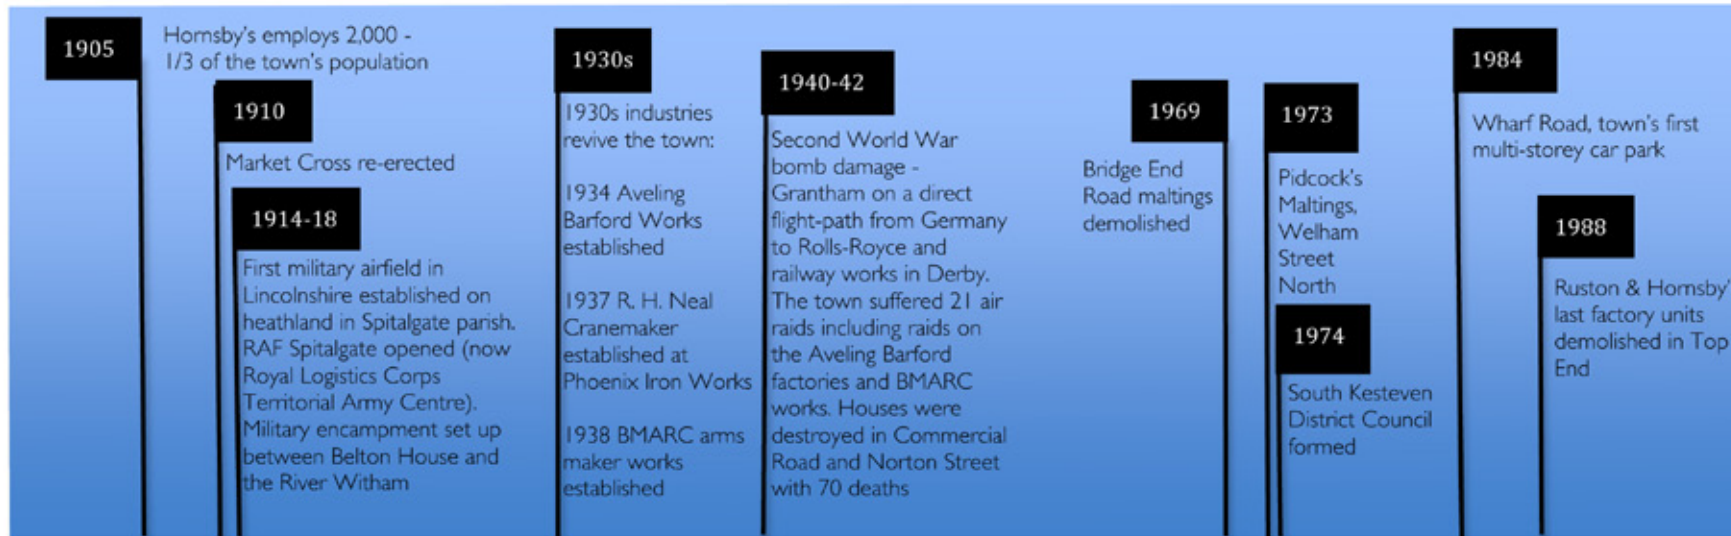 1905
Hornsby's employs 2,000 -
1/3 of the town's population
1910
Market Cross re-erected
1914-18
First military airfield in
Lincolnshire established on
heathland in Spitalgate parish.
RAF Spitalgate opened (now
Royal Logistics Corps
Territorial Army Centre).
Military encampment set up
between Belton House and
the River Witham
1930s
1930s industries
revive the town:
1934 Aveling
Barford Works
established
1937 R. H. Neal
Cranemaker
established at
Phoenix Iron Works
1938 BMARC arms
maker works
established
1940-42
Second World War
bomb damage -
Grantham on a direct
flight-path from Germany
to Rolls-Royce and
railway works in Derby.
The town suffered 21 air
raids including raids on
the Aveling Barford
factories and BMARC
works. Houses were
destroyed in Commercial
Road and Norton Street
with 70 deaths
1969
Bridge End
Road maltings
demolished
1973
Pidcock's
Maltings,
Welham
Street
North
1974
South Kesteven
District Council
formed
1984
Wharf Road, town's first
multi-storey car park
1988
Ruston & Hornsby'
last factory units
demolished in Top
End